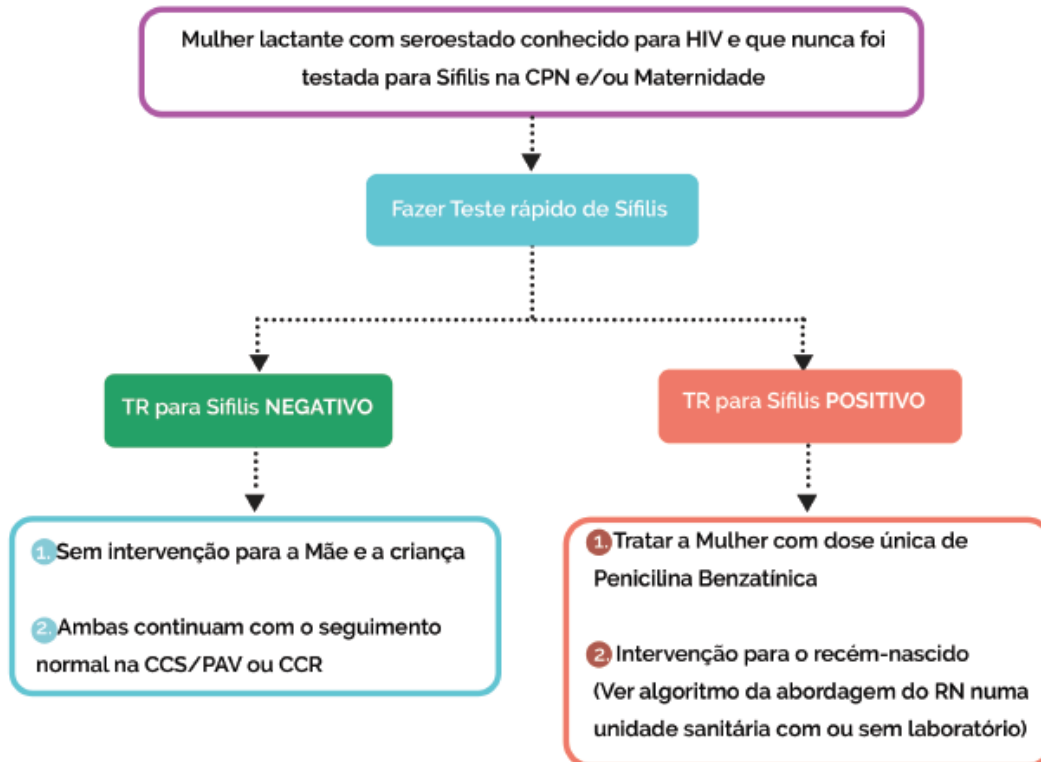 Mulher lactante com seroestado conhecido para HIV e que nunca foi
testada para Sífilis na CPN e/ou Maternidade
Fazer Teste rápido de Sífilis
TR para Sifilis NEGATIVO
TR para Sífilis POSITIVO
1. Sem intervenção para a Mãe e a criança
2. Ambas continuam com o seguimento
normal na CCS/PAV ou CCR
1. Tratar a Mulher com dose única de
Penicilina Benzatínica
2. Intervenção para o recém-nascido
(Ver algoritmo da abordagem do RN numa
unidade sanitária com ou sem laboratório)